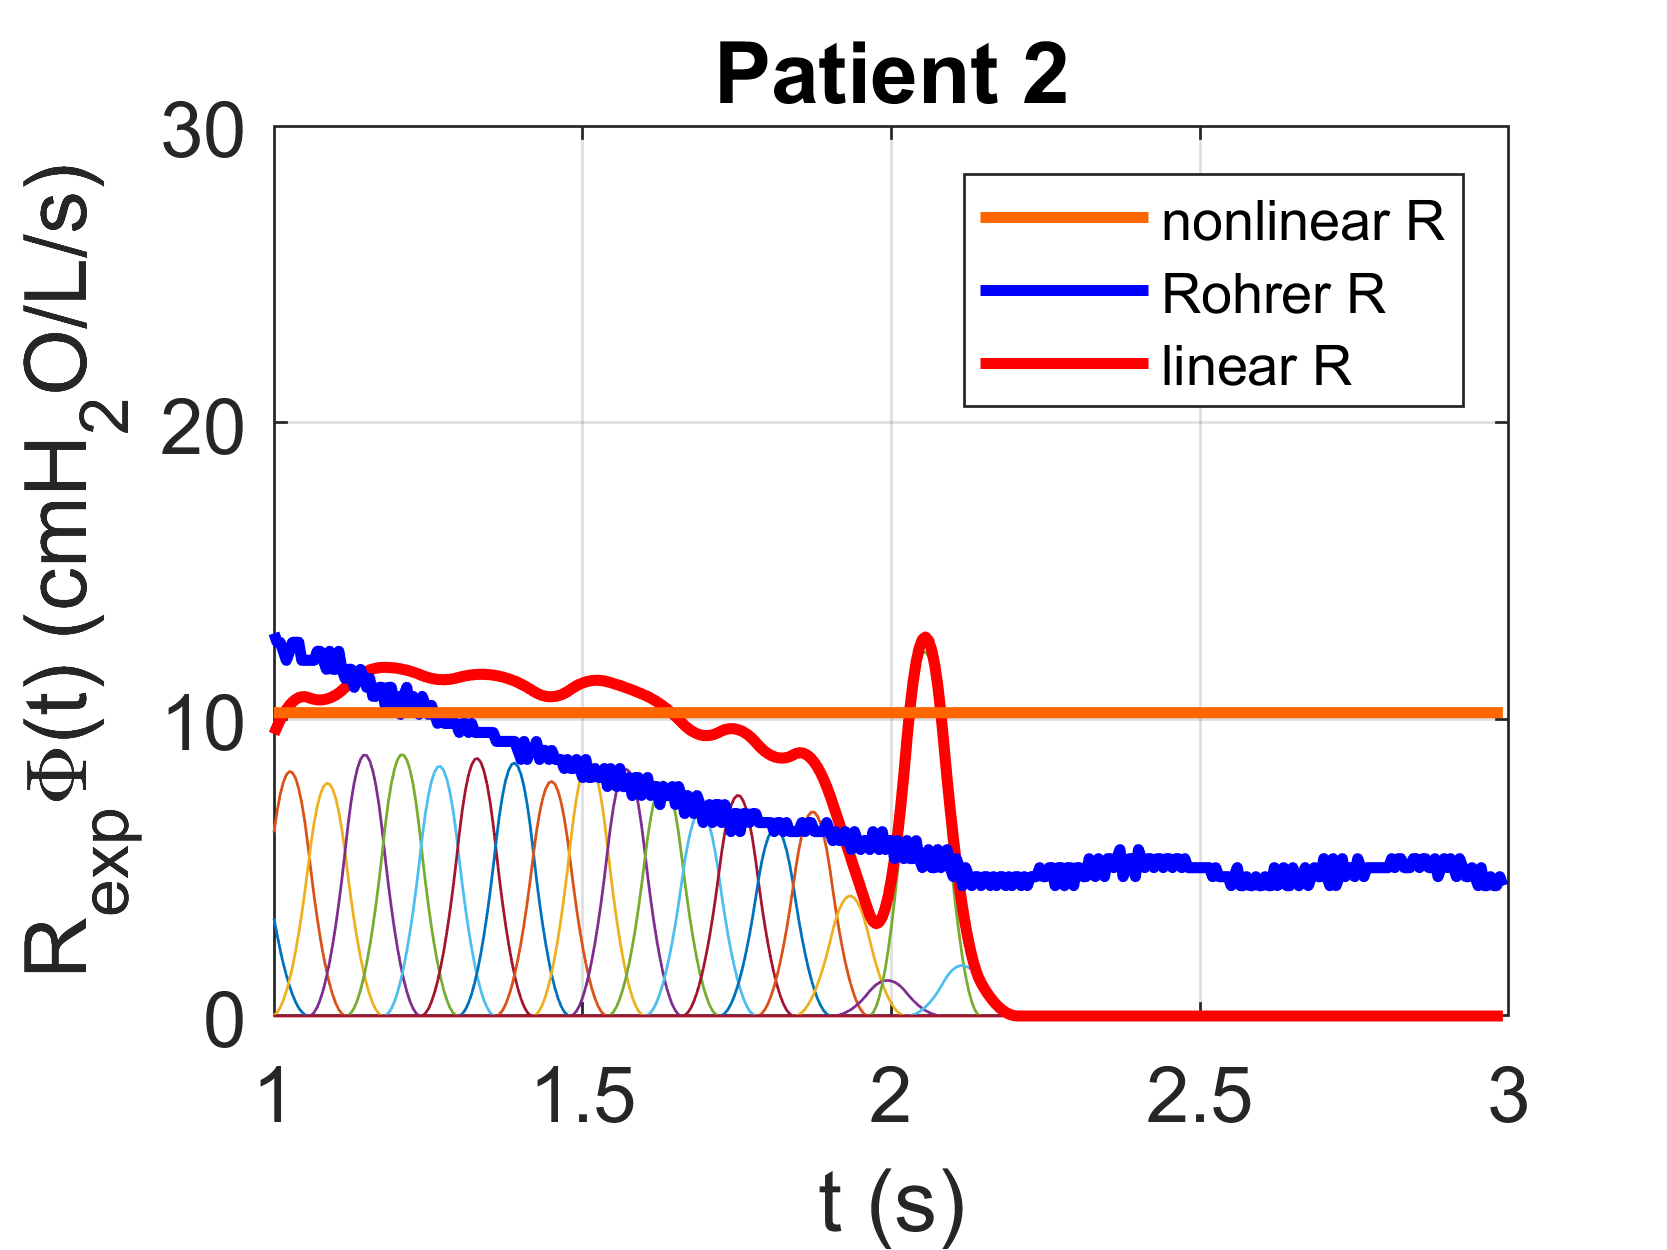 Patient 2
R_exp Φ(t) (cmH_2O/L/s)
30
20
10
0
nonlinear R
Rohrer R
linear R
1 1.5 2 2.5 3
t (s)